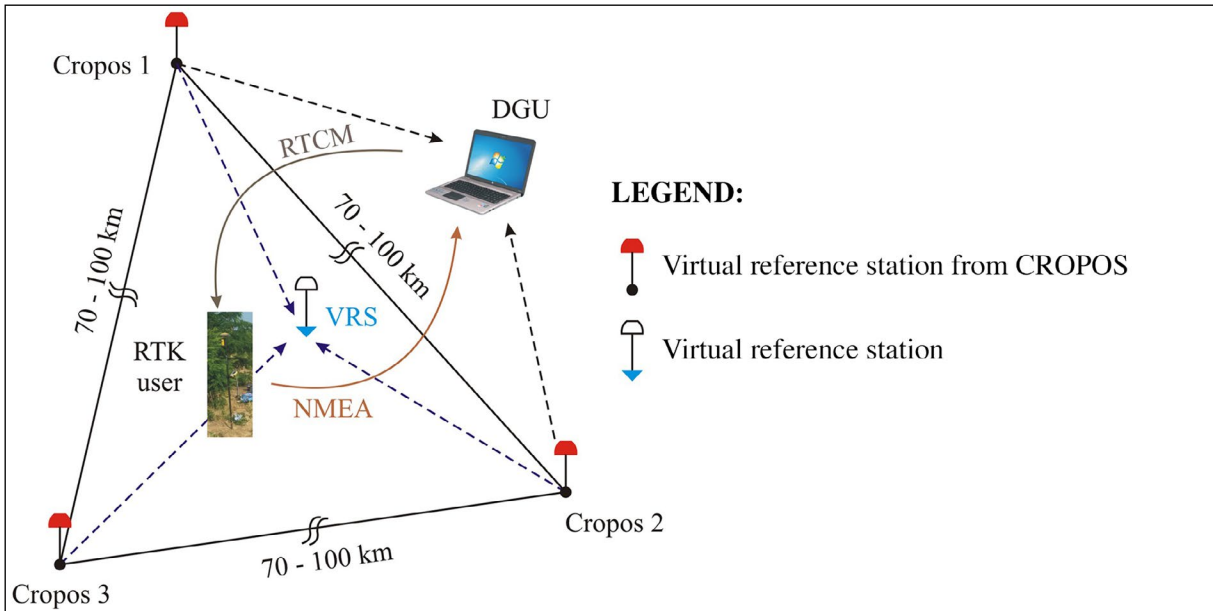 Cropos 1
DGU
RTCM
70 - 100 km
70 - 100 km
VRS
RTK
user
NMEA
Cropos 2
70 - 100 km
Cropos 3
LEGEND:
Virtual reference station from CROPOS
Virtual reference station